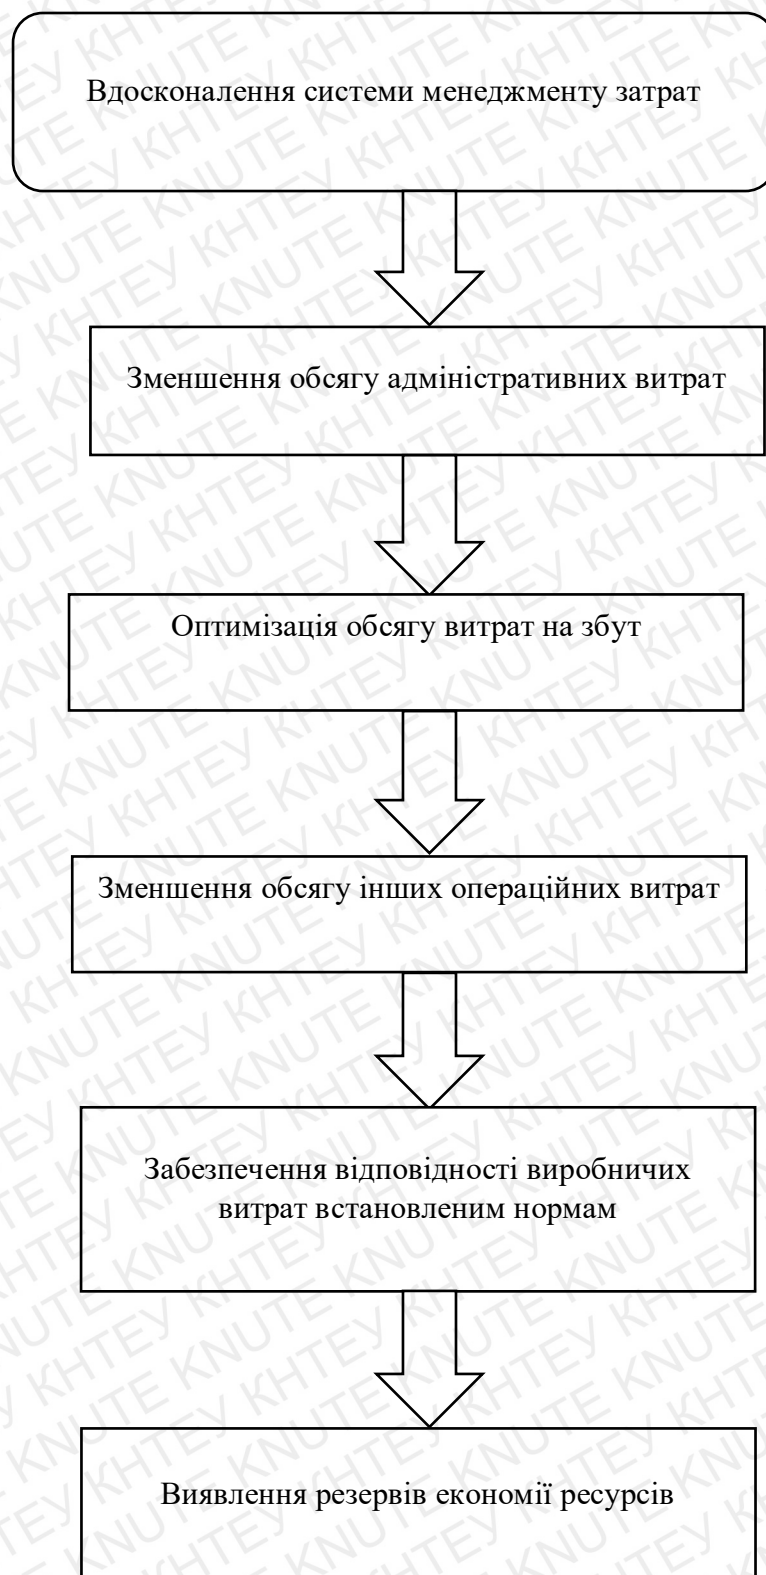 Вдосконалення системи менеджменту затрат
Зменшення обсягу адміністративних витрат
Оптимізація обсягу витрат на збут
Зменшення обсягу інших операційних витрат
Забезпечення відповідності виробничих
витрат встановленим нормам
Виявлення резервів економії ресурсів